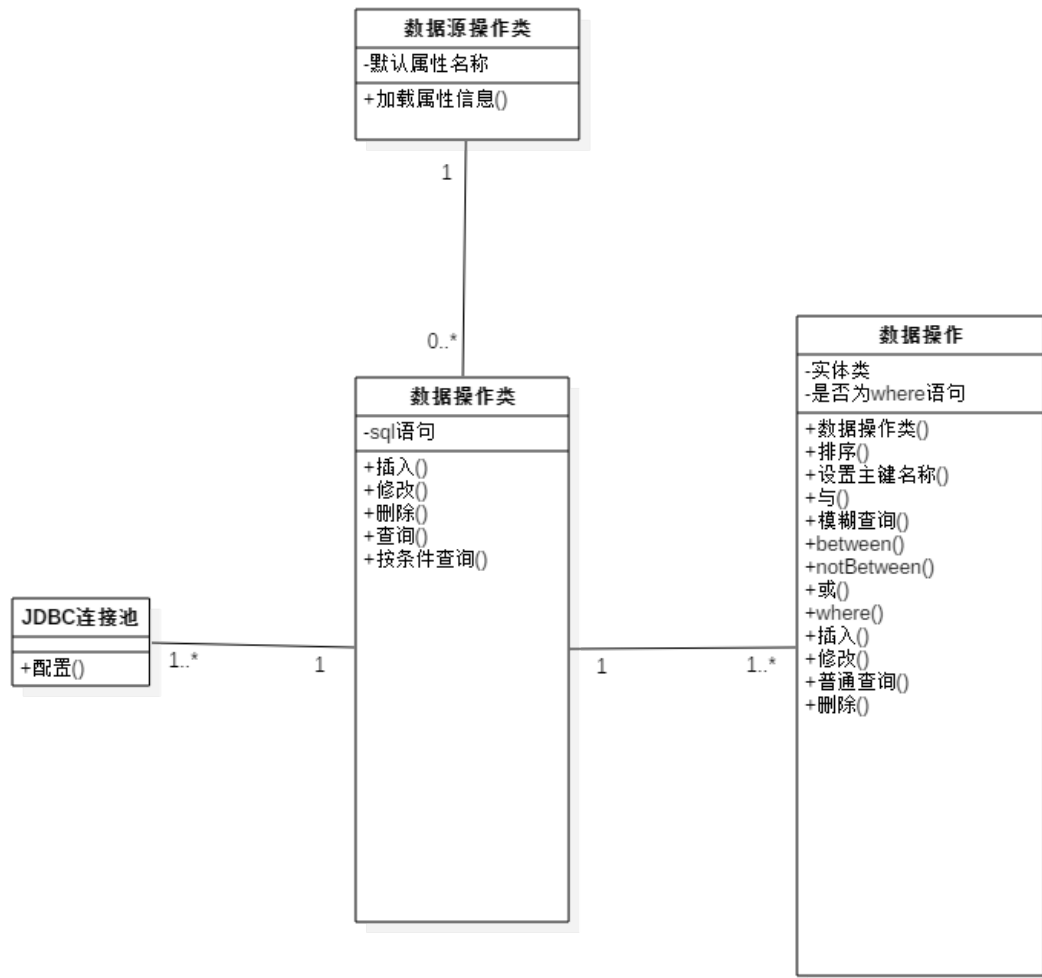 数据源操作类
-默认属性名称
+加载属性信息()
1
0..*
数据操作类
-sql语句
+插入()
+修改()
+删除()
+查询()
+按条件查询()
JDBC连接池
+配置()
1..*
1
1
1..*
数据操作
-实体类
-是否为where语句
+数据操作类()
+排序()
+设置主键名称()
+与()
+模糊查询()
+between()
+notBetween()
+或()
+where()
+插入()
+修改()
+普通查询()
+删除()